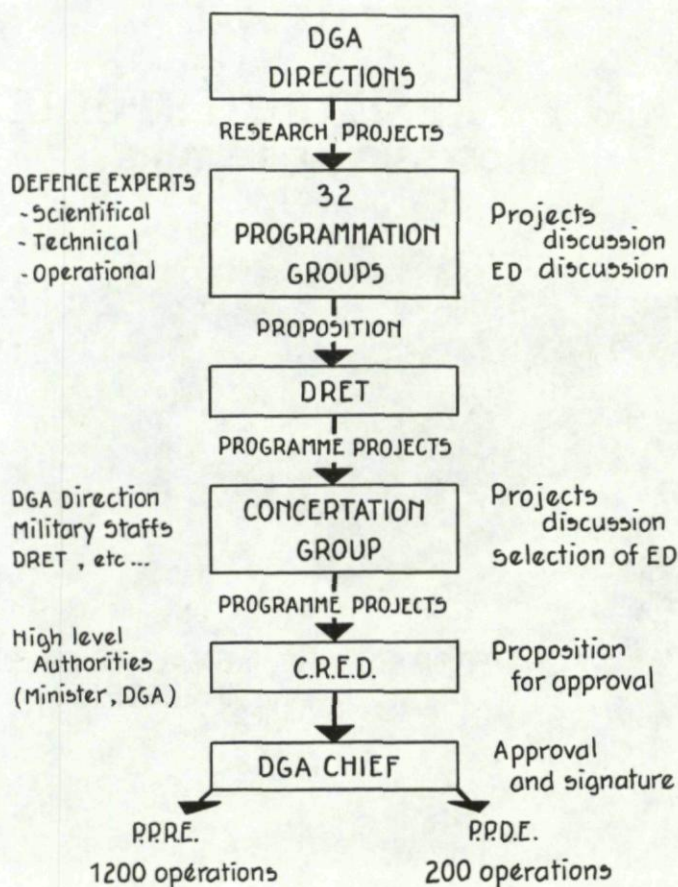 DGA
DIRECTIONS
RESEARCH PROJECTS
DEFENCE EXPERTS
- Scientifical
- Technical
- Operational
32
PROGRAMMATION
GROUPS
Projects
discussion
ED discussion
PROPOSITION
DRET
PROGRAMME PROJECTS
DGA Direction
Military Staffs
DRET, etc ...
CONCERTATION
GROUP
Projects
discussion
selection of ED
PROGRAMME PROJECTS
High level
Authorities
(Minister, DGA)
C.R.E.D.
Proposition
for approval
DGA CHIEF
Approval
and signature
P.P.R.E.
1200 opérations
P.P.D.E.
200 opérations